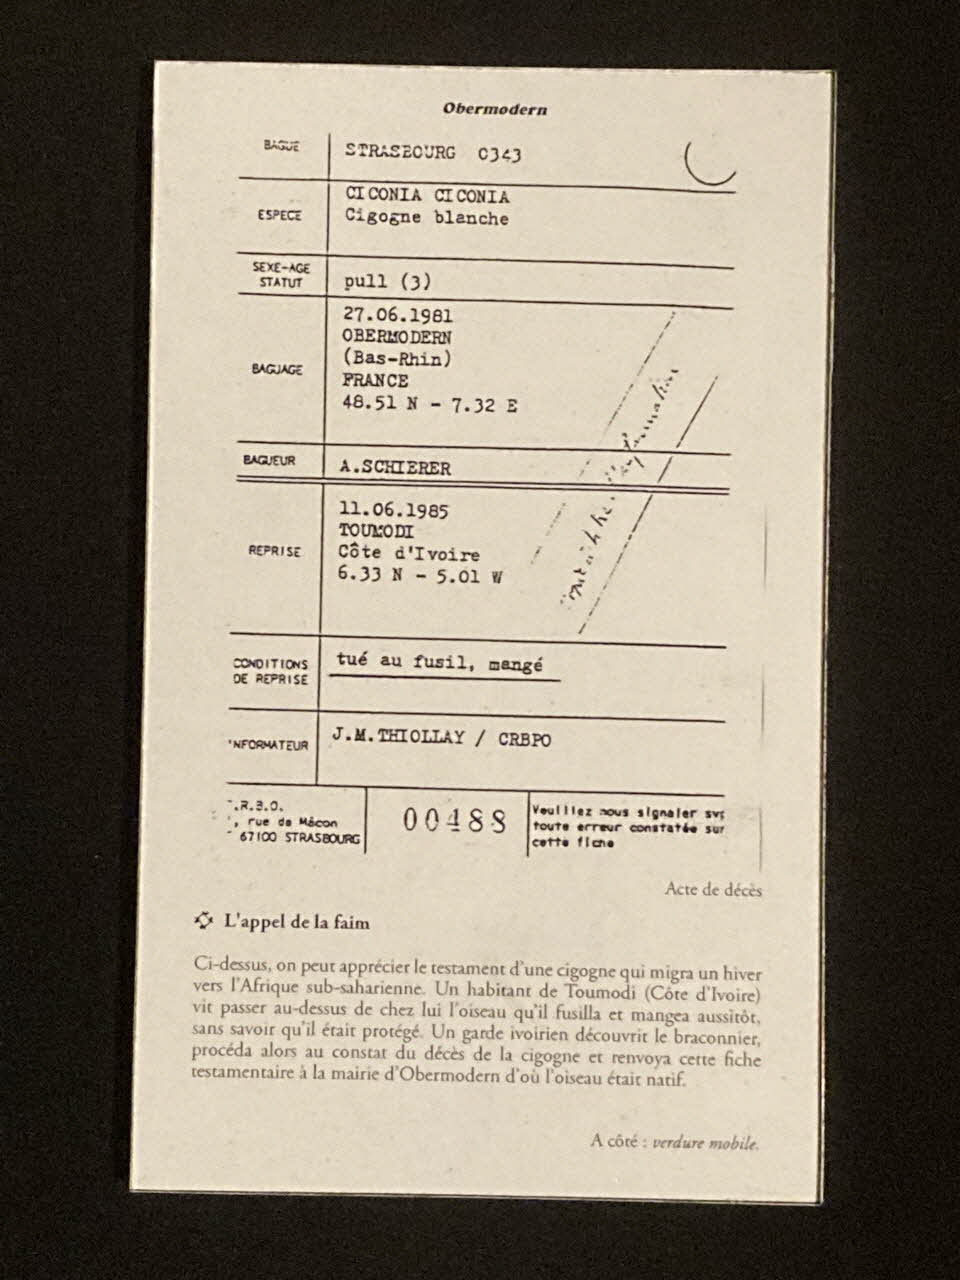 Obermodern
BAGUE STRASBOURG C343
CICONIA CICONIA
ESPECE Cigogne blanche
SEXE-AGE
STATUT pull (3)
27.06.1981
OBERMODERN
(Bas-Rhin)
BAGUAGE FRANCE
48.51 N - 7.32 E
BAGUEUR A.SCHIERER
11.06.1985
TOUMODI
REPRISE Côte d'Ivoire
6.33 N - 5.01 W
CONDITIONS
DE REPRISE tué au fusil, mangé
NFORMATEUR J.M.THIOLLAY / CRBPO
.R.B.O.
, rue de Mâcon
67100 STRASBOURG
00488
Veuillez nous signaler svp
toute erreur constatée sur
cette fiche
Acte de décès
L'appel de la faim
Ci-dessus, on peut apprécier le testament d'une cigogne qui migra un hiver
vers l'Afrique sub-saharienne. Un habitant de Toumodi (Côte d'Ivoire)
vit passer au-dessus de chez lui l'oiseau qu'il fusilla et mangea aussitôt,
sans savoir qu'il était protégé. Un garde ivoirien découvrit le braconnier,
procéda alors au constat du décès de la cigogne et renvoya cette fiche
testamentaire à la mairie d'Obermodern d'où l'oiseau était natif.
A côté : verdure mobile.